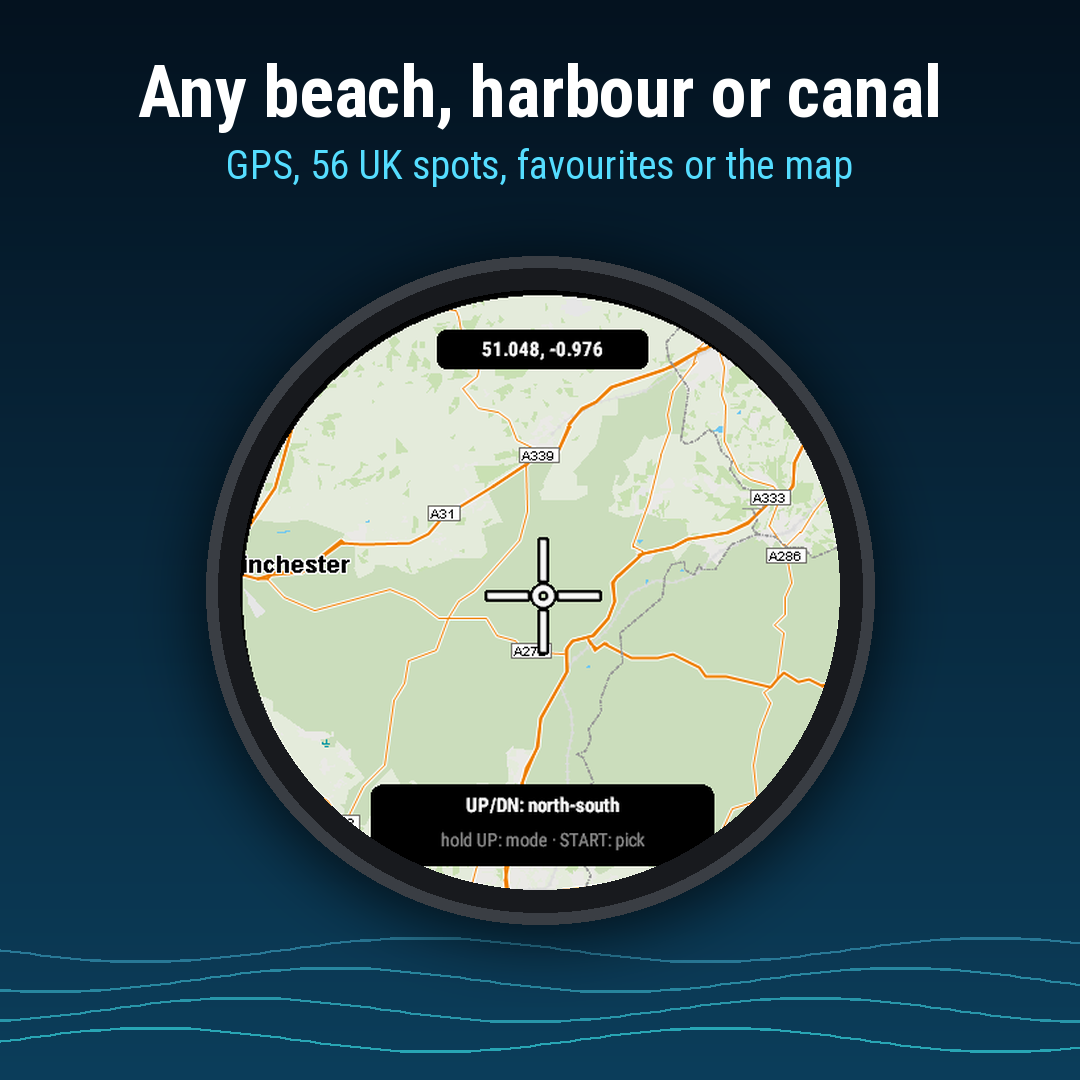 Any beach, harbour or canal
GPS, 56 UK spots, favourites or the map
51.048, -0.976
A339
A333
A31
A286
inchester
UP/DN: north-south
hold UP: mode · START: pick